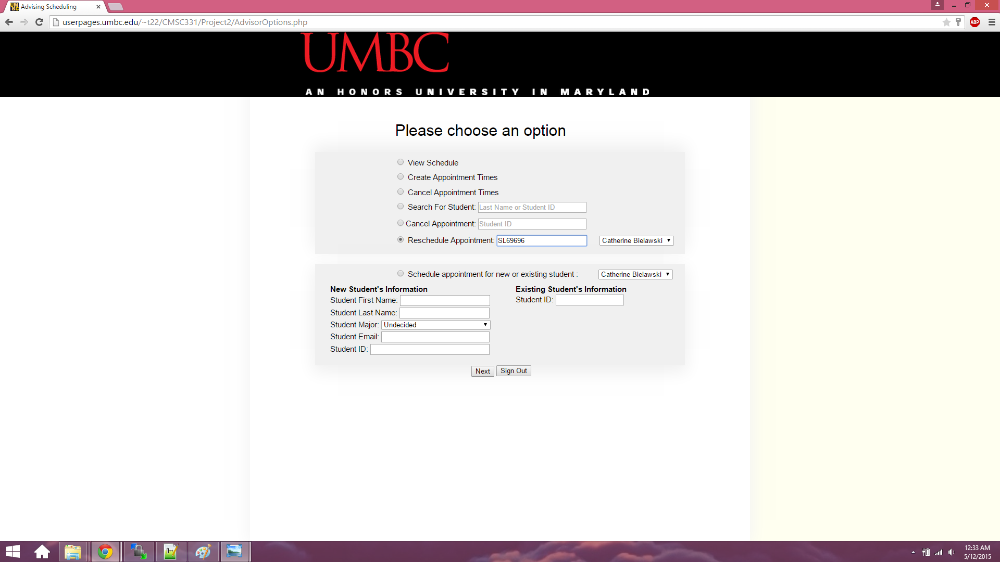 Advising Scheduling
userpages.umbc.edu/~t22/CMSC331/Project2/AdvisorOptions.php
ABP
UMBC
AN HONORS UNIVERSITY IN MARYLAND
Please choose an option
View Schedule
Create Appointment Times
Cancel Appointment Times
Search For Student: Last Name or Student ID
Cancel Appointment: Student ID
Reschedule Appointment: SL69696 Catherine Bielawski
Schedule appointment for new or existing student : Catherine Bielawski
New Student's Information Existing Student's Information
Student First Name: Student ID:
Student Last Name:
Student Major: Undecided
Student Email:
Student ID:
Next Sign Out
12:33 AM
5/12/2015